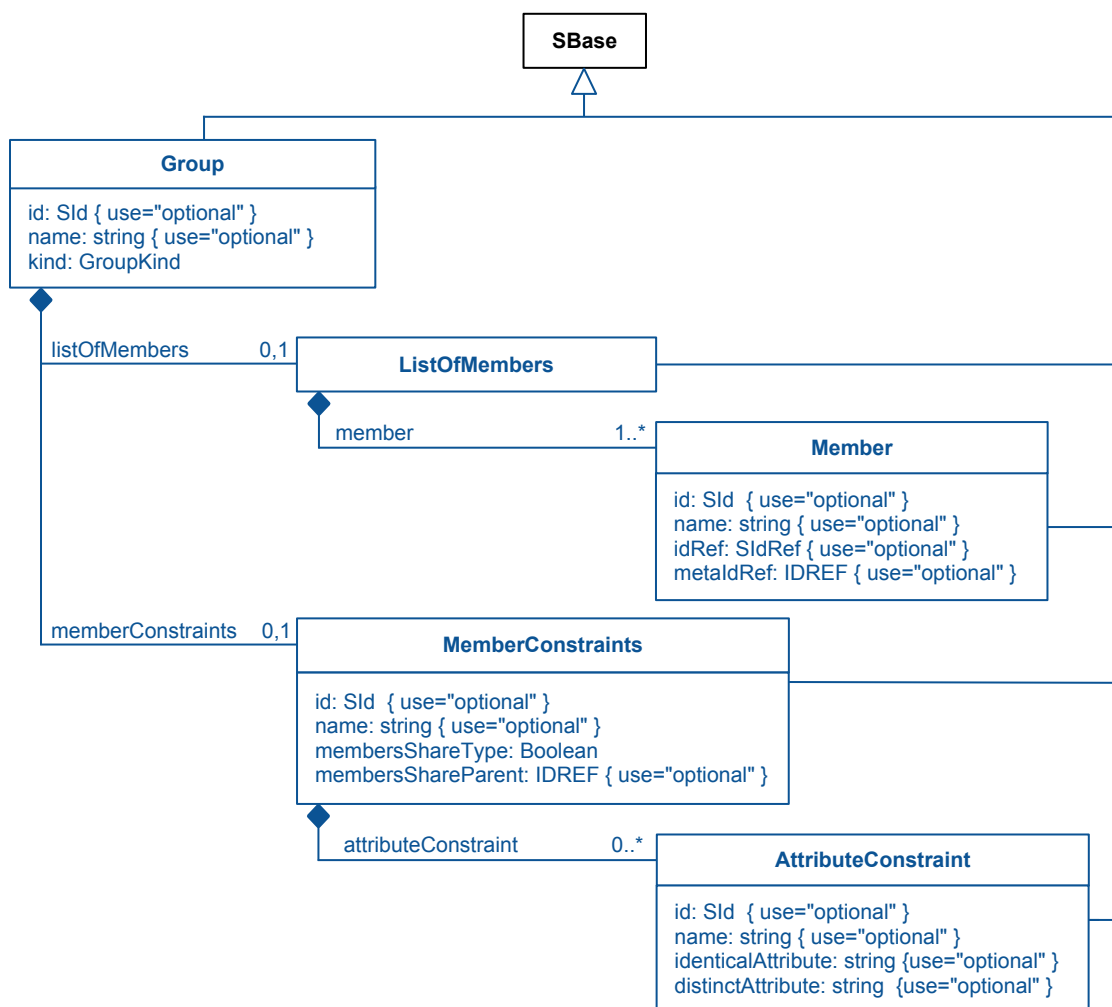 SBase
Group
id: SId { use="optional" }
name: string { use="optional" }
kind: GroupKind
listOfMembers 0,1
ListOfMembers
member 1..*
Member
id: SId { use="optional" }
name: string { use="optional" }
idRef: SIdRef { use="optional" }
metaIdRef: IDREF { use="optional" }
memberConstraints 0,1
MemberConstraints
id: SId { use="optional" }
name: string { use="optional" }
membersShareType: Boolean
membersShareParent: IDREF { use="optional" }
attributeConstraint 0..*
AttributeConstraint
id: SId { use="optional" }
name: string { use="optional" }
identicalAttribute: string {use="optional" }
distinctAttribute: string {use="optional" }